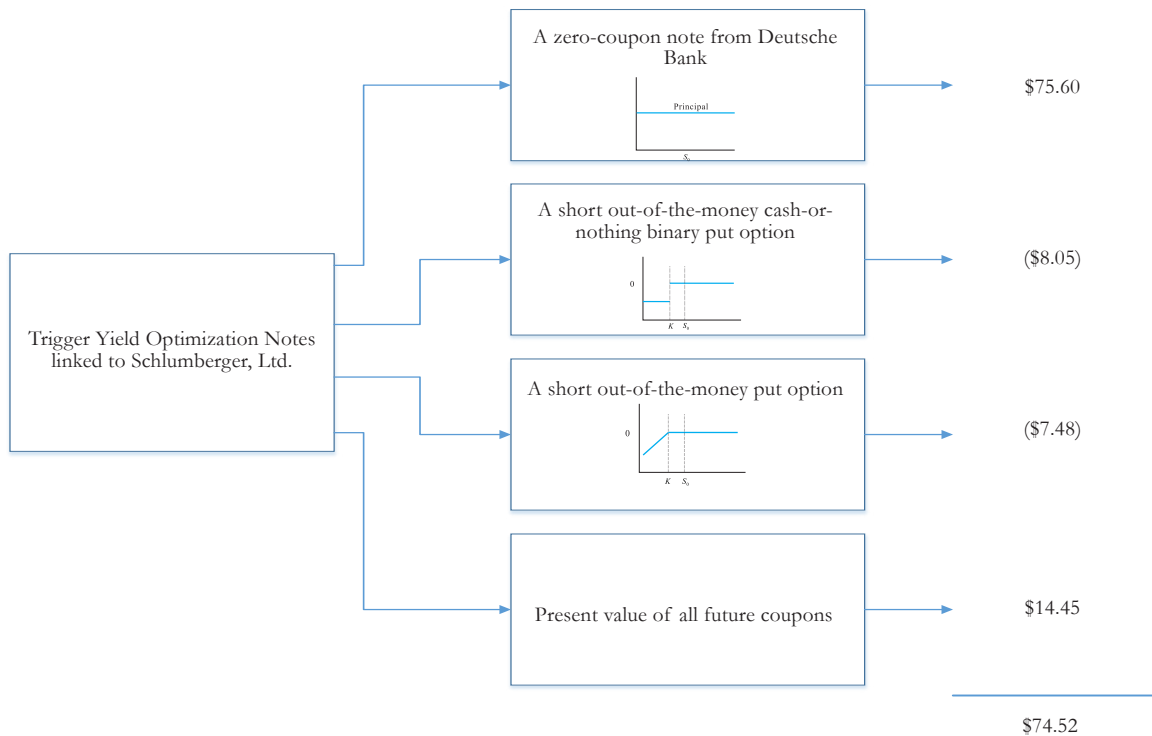 A zero-coupon note from Deutsche
Bank
Principal
S0
$75.60
A short out-of-the-money cash-or-
nothing binary put option
0
K
S0
($8.05)
Trigger Yield Optimization Notes
linked to Schlumberger, Ltd.
A short out-of-the-money put option
0
K
S0
($7.48)
Present value of all future coupons
$14.45
$74.52